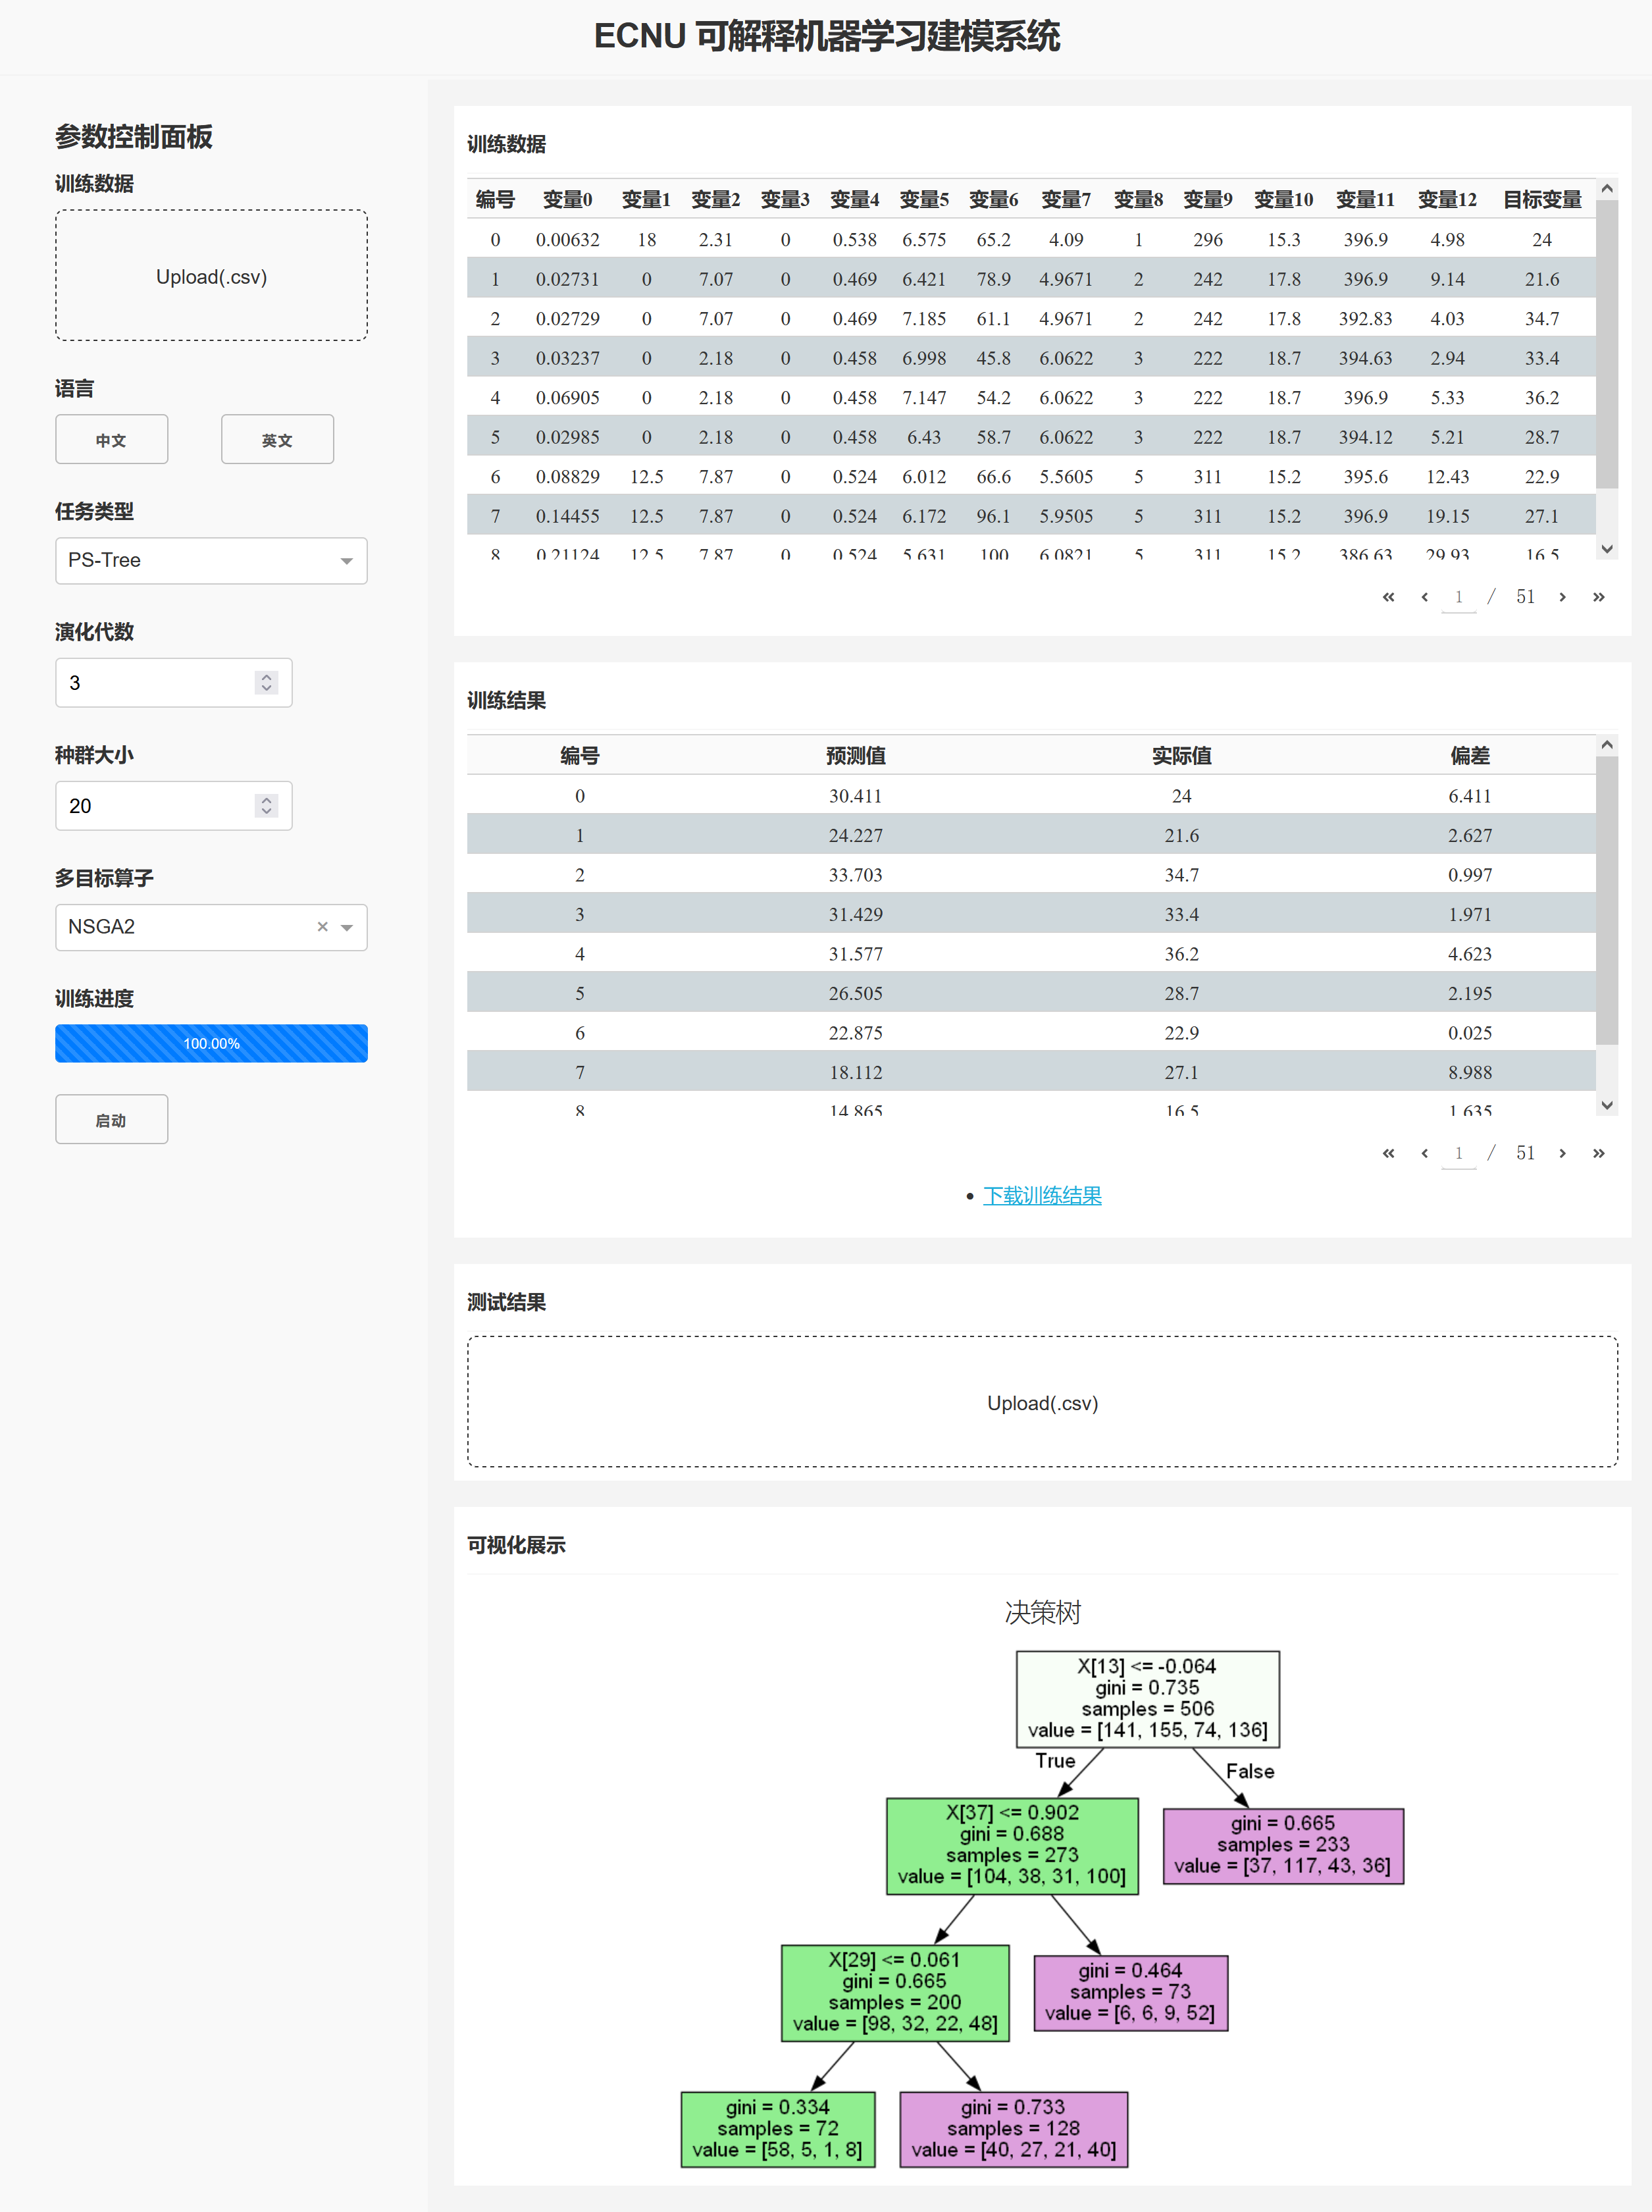 ECNU 可解释机器学习建模系统
参数控制面板
训练数据
Upload(.csv)
语言
中文 英文
任务类型
PS-Tree
演化代数
3
种群大小
20
多目标算子
NSGA2 ×
训练进度
100.00%
启动
训练数据
编号 变量0 变量1 变量2 变量3 变量4 变量5 变量6 变量7 变量8 变量9 变量10 变量11 变量12 目标变量
0 0.00632 18 2.31 0 0.538 6.575 65.2 4.09 1 296 15.3 396.9 4.98 24
1 0.02731 0 7.07 0 0.469 6.421 78.9 4.9671 2 242 17.8 396.9 9.14 21.6
2 0.02729 0 7.07 0 0.469 7.185 61.1 4.9671 2 242 17.8 392.83 4.03 34.7
3 0.03237 0 2.18 0 0.458 6.998 45.8 6.0622 3 222 18.7 394.63 2.94 33.4
4 0.06905 0 2.18 0 0.458 7.147 54.2 6.0622 3 222 18.7 396.9 5.33 36.2
5 0.02985 0 2.18 0 0.458 6.43 58.7 6.0622 3 222 18.7 394.12 5.21 28.7
6 0.08829 12.5 7.87 0 0.524 6.012 66.6 5.5605 5 311 15.2 395.6 12.43 22.9
7 0.14455 12.5 7.87 0 0.524 6.172 96.1 5.9505 5 311 15.2 396.9 19.15 27.1
8 0.21124 12.5 7.87 0 0.524 5.631 100 6.0821 5 311 15.2 386.63 29.93 16.5
« ‹ 1 / 51 › »
训练结果
编号 预测值 实际值 偏差
0 30.411 24 6.411
1 24.227 21.6 2.627
2 33.703 34.7 0.997
3 31.429 33.4 1.971
4 31.577 36.2 4.623
5 26.505 28.7 2.195
6 22.875 22.9 0.025
7 18.112 27.1 8.988
8 14.865 16.5 1.635
« ‹ 1 / 51 › »
• 下载训练结果
测试结果
Upload(.csv)
可视化展示
决策树
X[13] <= -0.064
gini = 0.735
samples = 506
value = [141, 155, 74, 136]
True
False
X[37] <= 0.902
gini = 0.688
samples = 273
value = [104, 38, 31, 100]
gini = 0.665
samples = 233
value = [37, 117, 43, 36]
X[29] <= 0.061
gini = 0.665
samples = 200
value = [98, 32, 22, 48]
gini = 0.464
samples = 73
value = [6, 6, 9, 52]
gini = 0.334
samples = 72
value = [58, 5, 1, 8]
gini = 0.733
samples = 128
value = [40, 27, 21, 40]